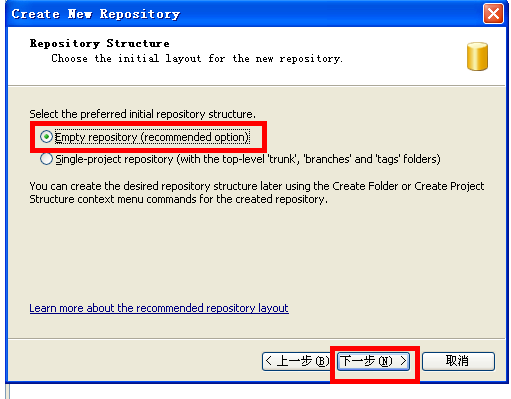 Create New Repository
Repository Structure
Choose the initial layout for the new repository.
Select the preferred initial repository structure.
Empty repository (recommended option)
Single-project repository (with the top-level 'trunk', 'branches' and 'tags' folders)
You can create the desired repository structure later using the Create Folder or Create Project
Structure context menu commands for the created repository.
Learn more about the recommended repository layout
< 上一步(B) 下一步(N) > 取消